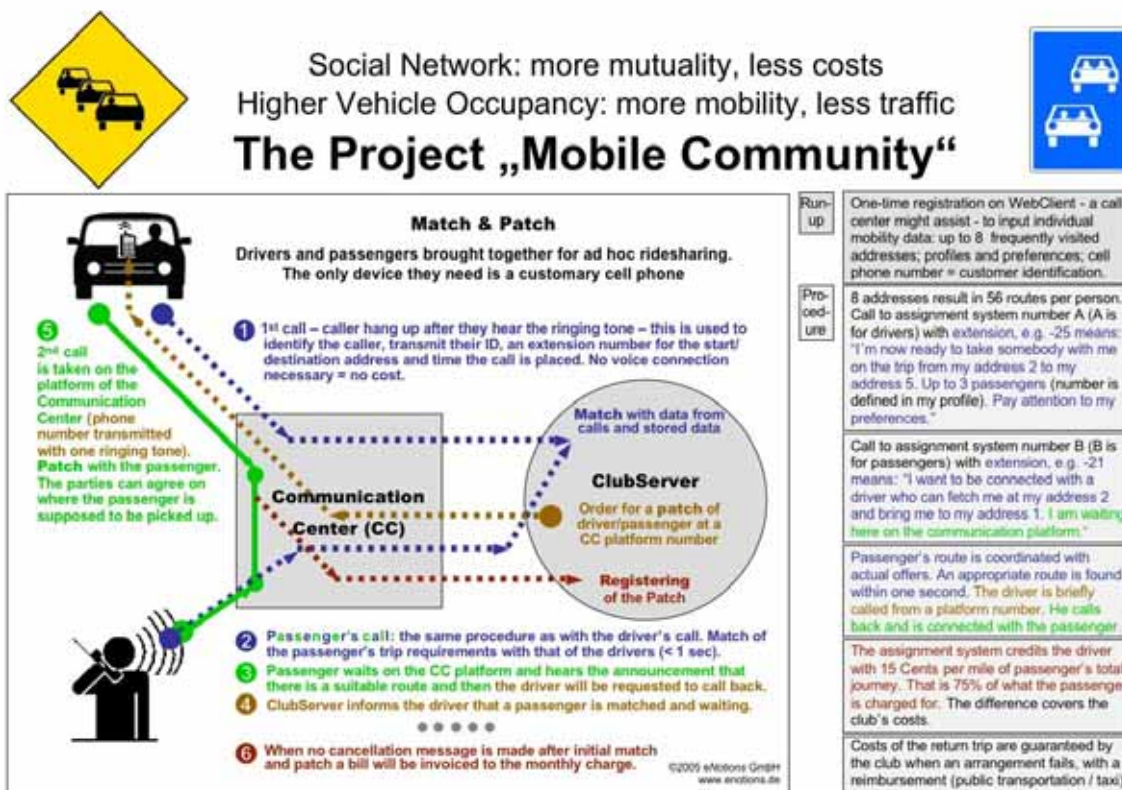 Social Network: more mutuality, less costs
Higher Vehicle Occupancy: more mobility, less traffic
The Project „Mobile Community“
Match & Patch
Drivers and passengers brought together for ad hoc ridesharing.
The only device they need is a customary cell phone
1 1st call – caller hang up after they hear the ringing tone – this is used to
identify the caller, transmit their ID, an extension number for the start/
destination address and time the call is placed. No voice connection
necessary = no cost.
5
2nd call
is taken on the
platform of the
Communication
Center (phone
number transmitted
with one ringing tone).
Patch with the passenger.
The parties can agree on
where the passenger is
supposed to be picked up.
Communication
Center (CC)
Match with data from
calls and stored data
ClubServer
Order for a patch of
driver/passenger at a
CC platform number
Registering
of the Patch
2 Passenger's call: the same procedure as with the driver's call. Match of
the passenger's trip requirements with that of the drivers (< 1 sec).
3 Passenger waits on the CC platform and hears the announcement that
there is a suitable route and then the driver will be requested to call back.
4 ClubServer informs the driver that a passenger is matched and waiting.
6 When no cancellation message is made after initial match
and patch a bill will be invoiced to the monthly charge.
©2005 eNotions GmbH
www.enotions.de
Run-
up
One-time registration on WebClient - a call
center might assist - to input individual
mobility data: up to 8 frequently visited
addresses; profiles and preferences; cell
phone number = customer identification.
Pro-
ced-
ure
8 addresses result in 56 routes per person.
Call to assignment system number A (A is
for drivers) with extension, e.g. -25 means:
"I'm now ready to take somebody with me
on the trip from my address 2 to my
address 5. Up to 3 passengers (number is
defined in my profile). Pay attention to my
preferences."
Call to assignment system number B (B is
for passengers) with extension, e.g. -21
means: "I want to be connected with a
driver who can fetch me at my address 2
and bring me to my address 1. I am waiting
here on the communication platform."
Passenger's route is coordinated with
actual offers. An appropriate route is found
within one second. The driver is briefly
called from a platform number. He calls
back and is connected with the passenger.
The assignment system credits the driver
with 15 Cents per mile of passenger's total
journey. That is 75% of what the passenger
is charged for. The difference covers the
club's costs.
Costs of the return trip are guaranteed by
the club when an arrangement fails, with a
reimbursement (public transportation / taxi)